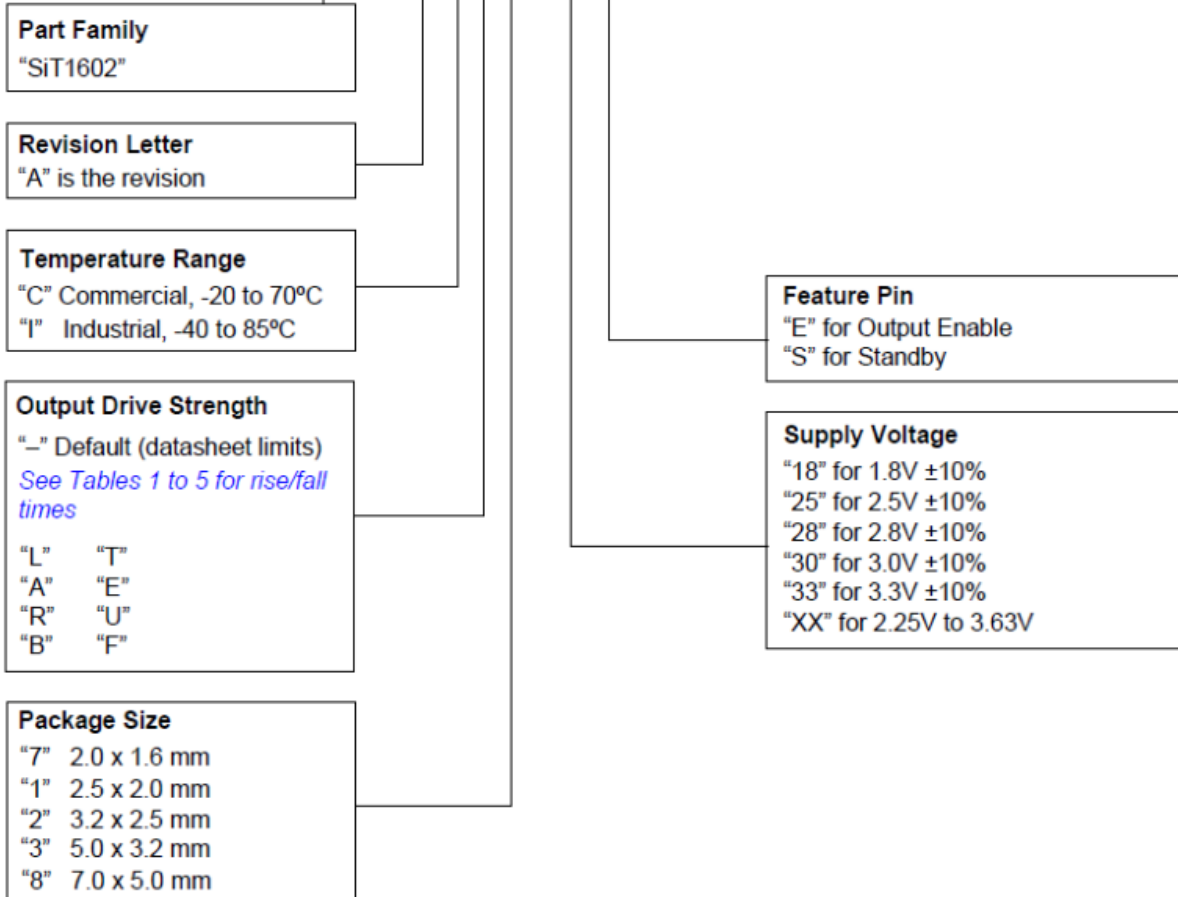 Part Family
“SiT1602”
Revision Letter
“A” is the revision
Temperature Range
“C” Commercial, -20 to 70ºC
“I” Industrial, -40 to 85ºC
Output Drive Strength
“–” Default (datasheet limits)
See Tables 1 to 5 for rise/fall
times
“L” “T”
“A” “E”
“R” “U”
“B” “F”
Package Size
“7” 2.0 x 1.6 mm
“1” 2.5 x 2.0 mm
“2” 3.2 x 2.5 mm
“3” 5.0 x 3.2 mm
“8” 7.0 x 5.0 mm
Feature Pin
“E” for Output Enable
“S” for Standby
Supply Voltage
“18” for 1.8V ±10%
“25” for 2.5V ±10%
“28” for 2.8V ±10%
“30” for 3.0V ±10%
“33” for 3.3V ±10%
“XX” for 2.25V to 3.63V